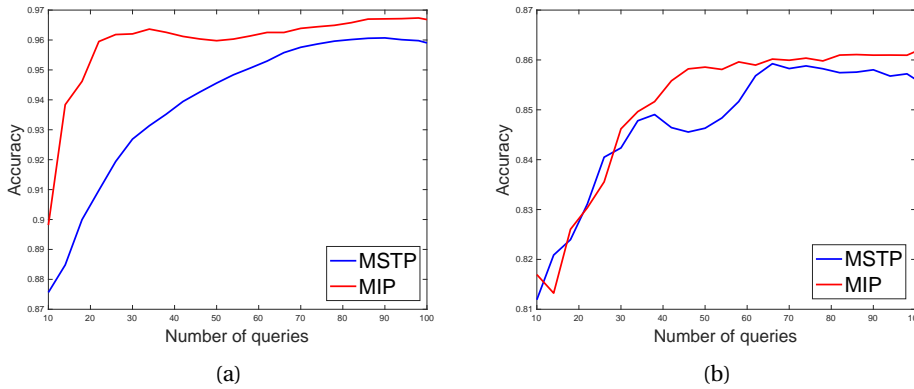 0.97
0.96
0.95
0.94
0.93
0.92
0.91
0.9
0.89
0.88
0.87
Accuracy
10 20 30 40 50 60 70 80 90 100
Number of queries
MSTP
MIP
(a)
0.87
0.86
0.85
0.84
0.83
0.82
0.81
Accuracy
10 20 30 40 50 60 70 80 90
Number of queries
MSTP
MIP
(b)